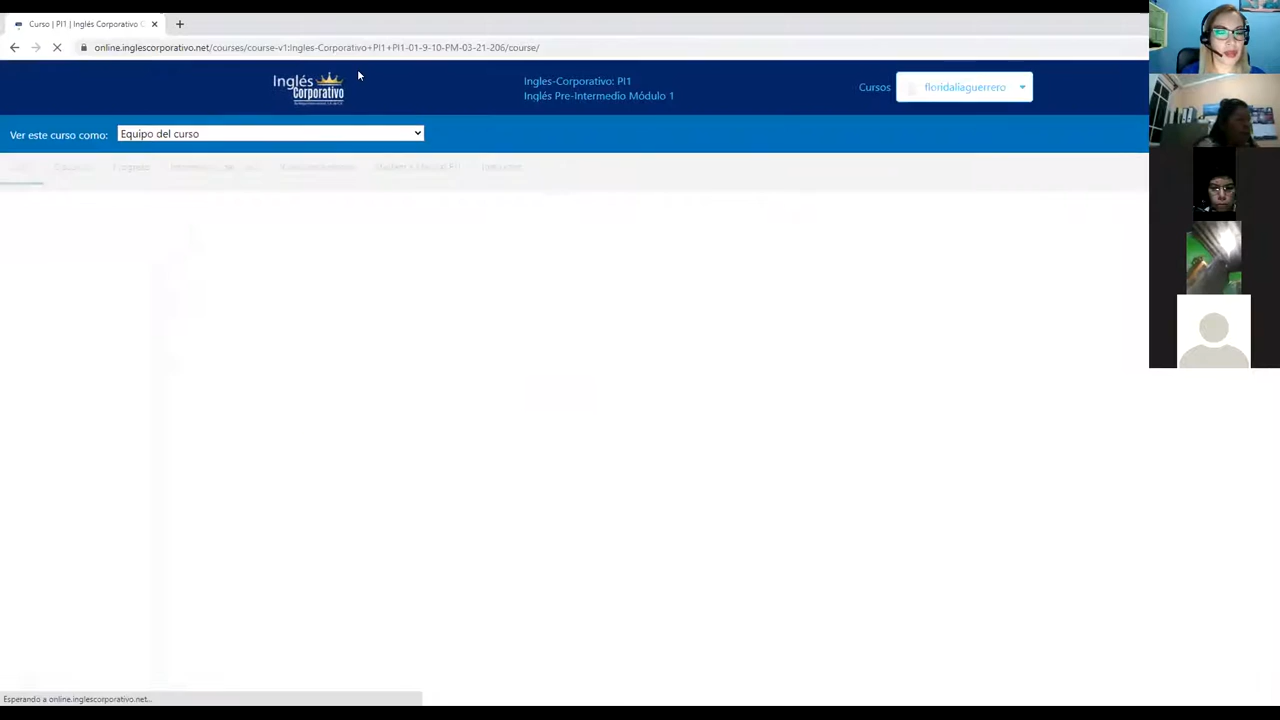 Curso | PI1 | Inglés Corporativo
online.inglescorporativo.net/courses/course-v1:Ingles-Corporativo+PI1+PI1-01-9-10-PM-03-21-206/course/
Inglés
Corporativo
Ingles-Corporativo: PI1
Inglés Pre-Intermedio Módulo 1
Cursos
floridaliaguerrero
Ver este curso como:
Equipo del curso
Progreso
Instructor
Esperando a online.inglescorporativo.net...